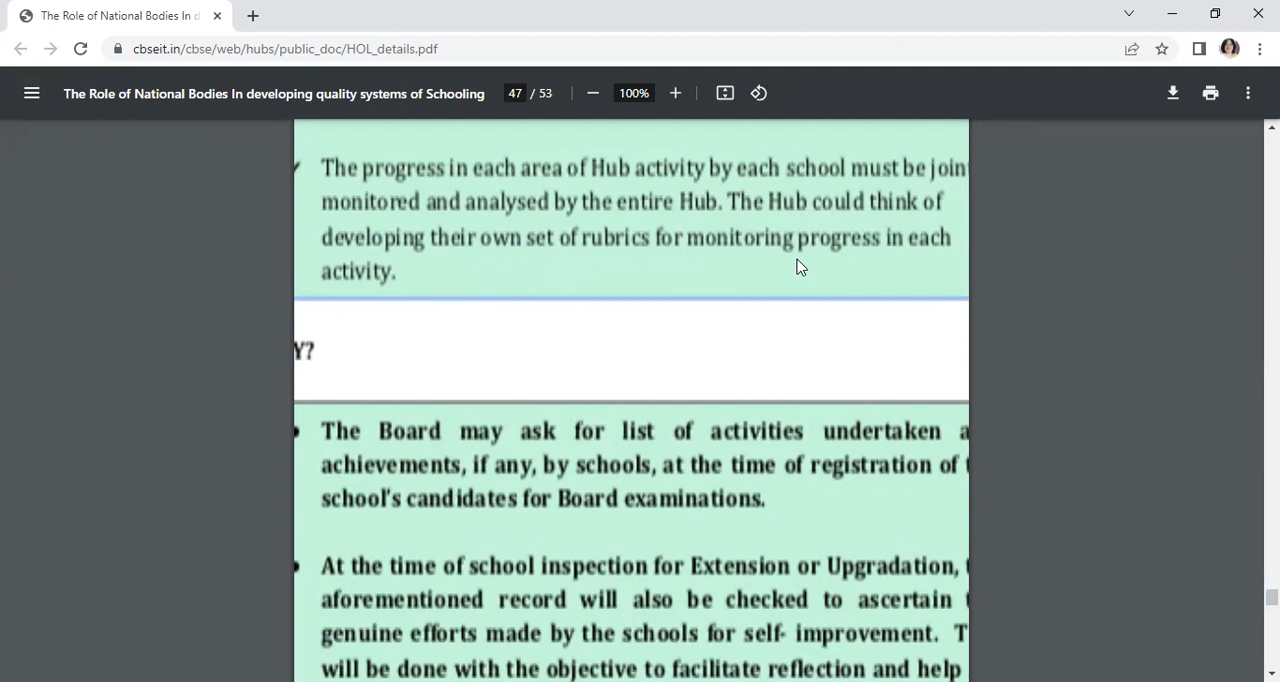 The Role of National Bodies In d
cbseit.in/cbse/web/hubs/public_doc/HOL_details.pdf
The Role of National Bodies In developing quality systems of Schooling
47 / 53
100%
The progress in each area of Hub activity by each school must be join
monitored and analysed by the entire Hub. The Hub could think of
developing their own set of rubrics for monitoring progress in each
activity.
Y?
The Board may ask for list of activities undertaken a
achievements, if any, by schools, at the time of registration of
school's candidates for Board examinations.
At the time of school inspection for Extension or Upgradation,
aforementioned record will also be checked to ascertain
genuine efforts made by the schools for self- improvement. T
will be done with the objective to facilitate reflection and help